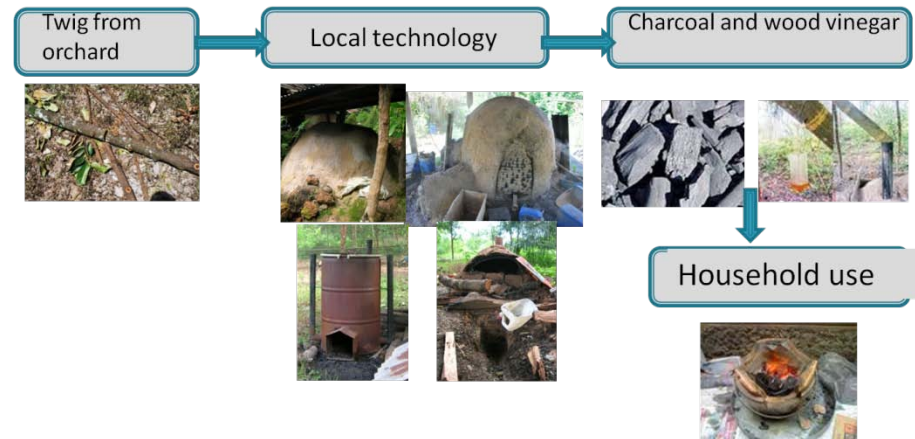 Twig from
orchard
Local technology
Charcoal and wood vinegar
Household use